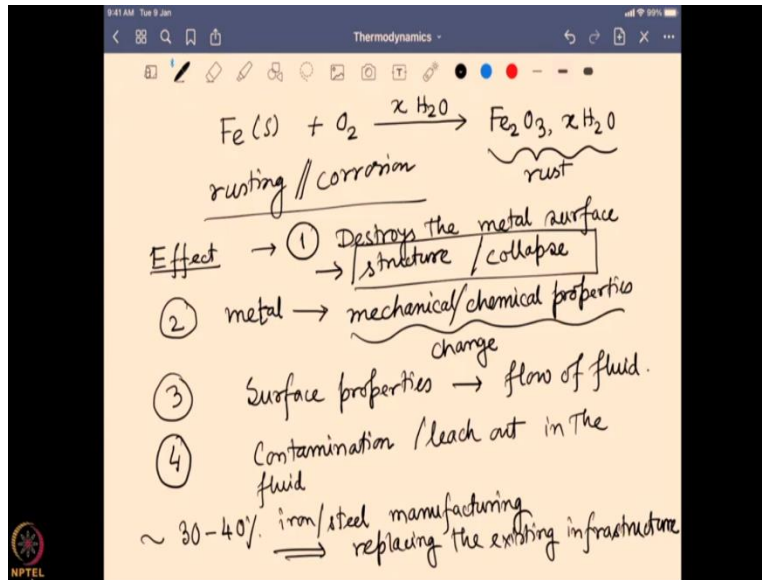 9:41 AM Tue 9 Jan 99%
Thermodynamics
Fe (s) + O₂ x H₂O → Fe₂O₃, x H₂O
rust
rusting // corrosion
Effect → ① Destroys the metal surface
→ structure / collapse
② metal → mechanical/chemical properties
change
③ Surface properties → flow of fluid.
④ Contamination / leach out in The
fluid
~ 30-40% iron/steel manufacturing
⇒ replacing the existing infrastructure
NPTEL